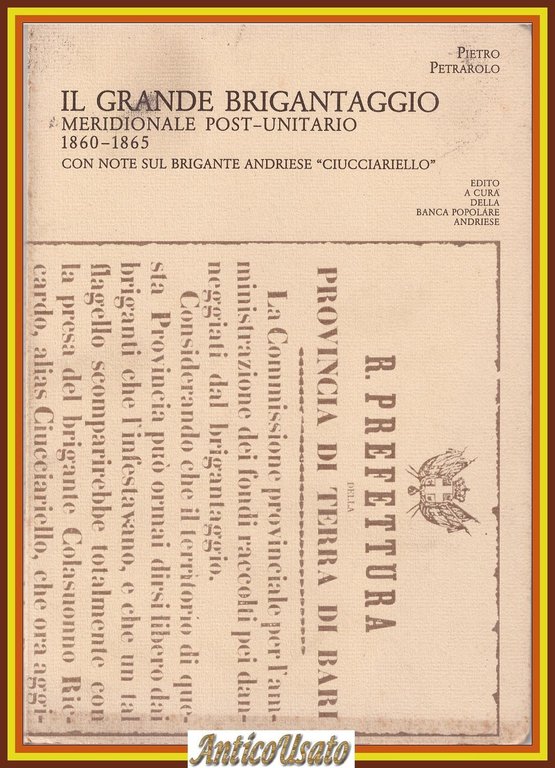 PIETRO
PETRAROLO
IL GRANDE BRIGANTAGGIO
MERIDIONALE POST-UNITARIO
1860-1865
CON NOTE SUL BRIGANTE ANDRIESE "CIUCCIARIELLO"
EDITO
A CURA
DELLA
BANCA POPOLARE
ANDRIESE
R. PREFETTURA
DELLA
PROVINCIA DI TERRA DI BARI
La Commissione provinciale per l'am-
ministrazione dei fondi raccolti pei dan-
neggiati dal brigantaggio,
Considerando che il territorio di que-
sta Provincia può ormai dirsi libero dai
briganti che l'infestavano, e che un tal
flagello scomparirebbe totalmente con
la presa del brigante Colasuonno Ric-
cardo, alias Ciucciariello, che ora aggi-
AnticoUsato